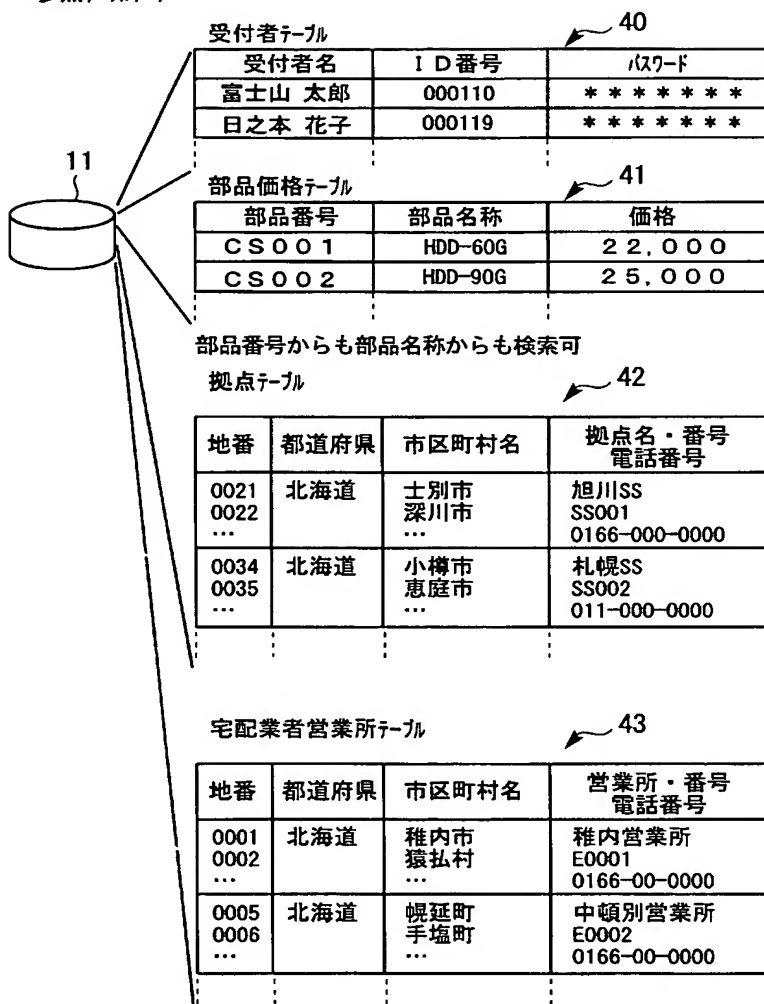 受付者テーブル 40
受付者名 ID番号 パスワード
富士山 太郎 000110 *******
日之本 花子 000119 *******
11
部品価格テーブル 41
部品番号 部品名称 価格
CS001 HDD-60G 22,000
CS002 HDD-90G 25,000
部品番号からも部品名称からも検索可
拠点テーブル 42
地番 都道府県 市区町村名 拠点名・番号
電話番号
0021 北海道 士別市 旭川SS
0022 深川市 SS001
… … 0166-000-0000
0034 北海道 小樽市 札幌SS
0035 恵庭市 SS002
… … 011-000-0000
宅配業者営業所テーブル 43
地番 都道府県 市区町村名 営業所・番号
電話番号
0001 北海道 稚内市 稚内営業所
0002 猿払村 E0001
… … 0166-00-0000
0005 北海道 幌延町 中頓別営業所
0006 手塩町 E0002
… … 0166-00-0000